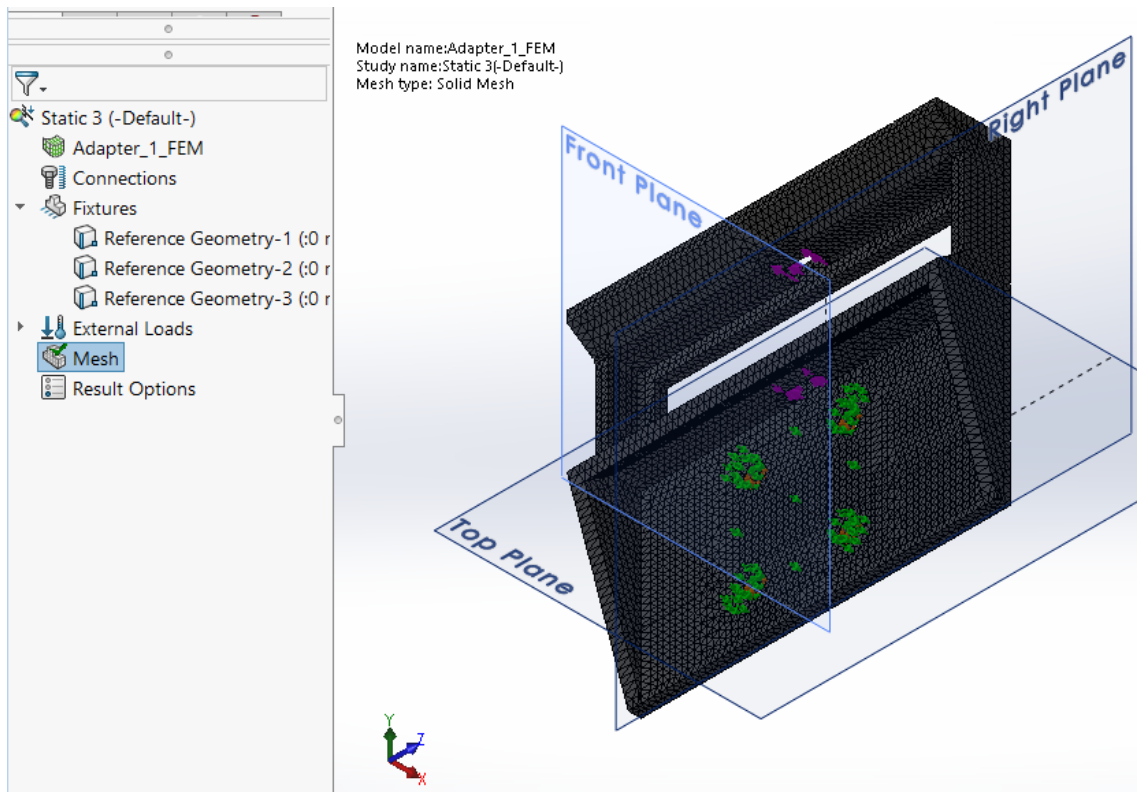 Model name:Adapter_1_FEM
Study name:Static 3(-Default-)
Mesh type: Solid Mesh
Static 3 (-Default-)
Adapter_1_FEM
Connections
Fixtures
Reference Geometry-1 (:0 r
Reference Geometry-2 (:0 r
Reference Geometry-3 (:0 r
External Loads
Mesh
Result Options
Front Plane
Right Plane
Top Plane
Y
Z
X